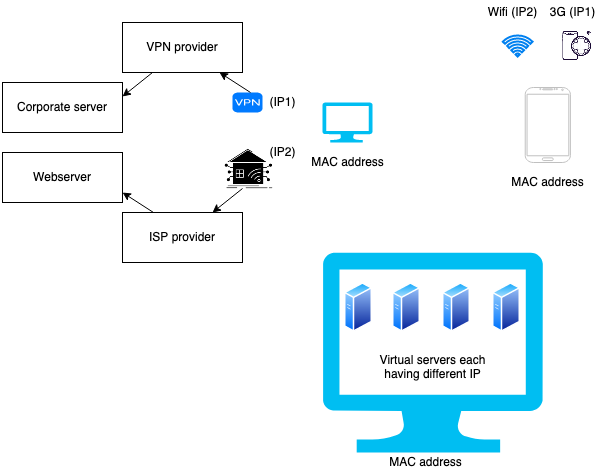 Wifi (IP2)
3G (IP1)
VPN provider
Corporate server
VPN
(IP1)
MAC address
MAC address
Webserver
(IP2)
ISP provider
Virtual servers each
having different IP
MAC address